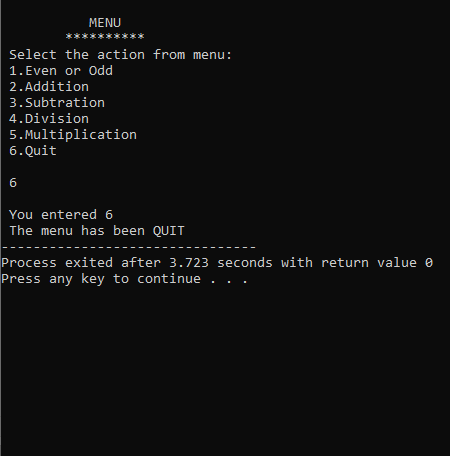 MENU
**********
Select the action from menu:
1.Even or Odd
2.Addition
3.Subtration
4.Division
5.Multiplication
6.Quit
6
You entered 6
The menu has been QUIT
--------------------------------
Process exited after 3.723 seconds with return value 0
Press any key to continue . . .